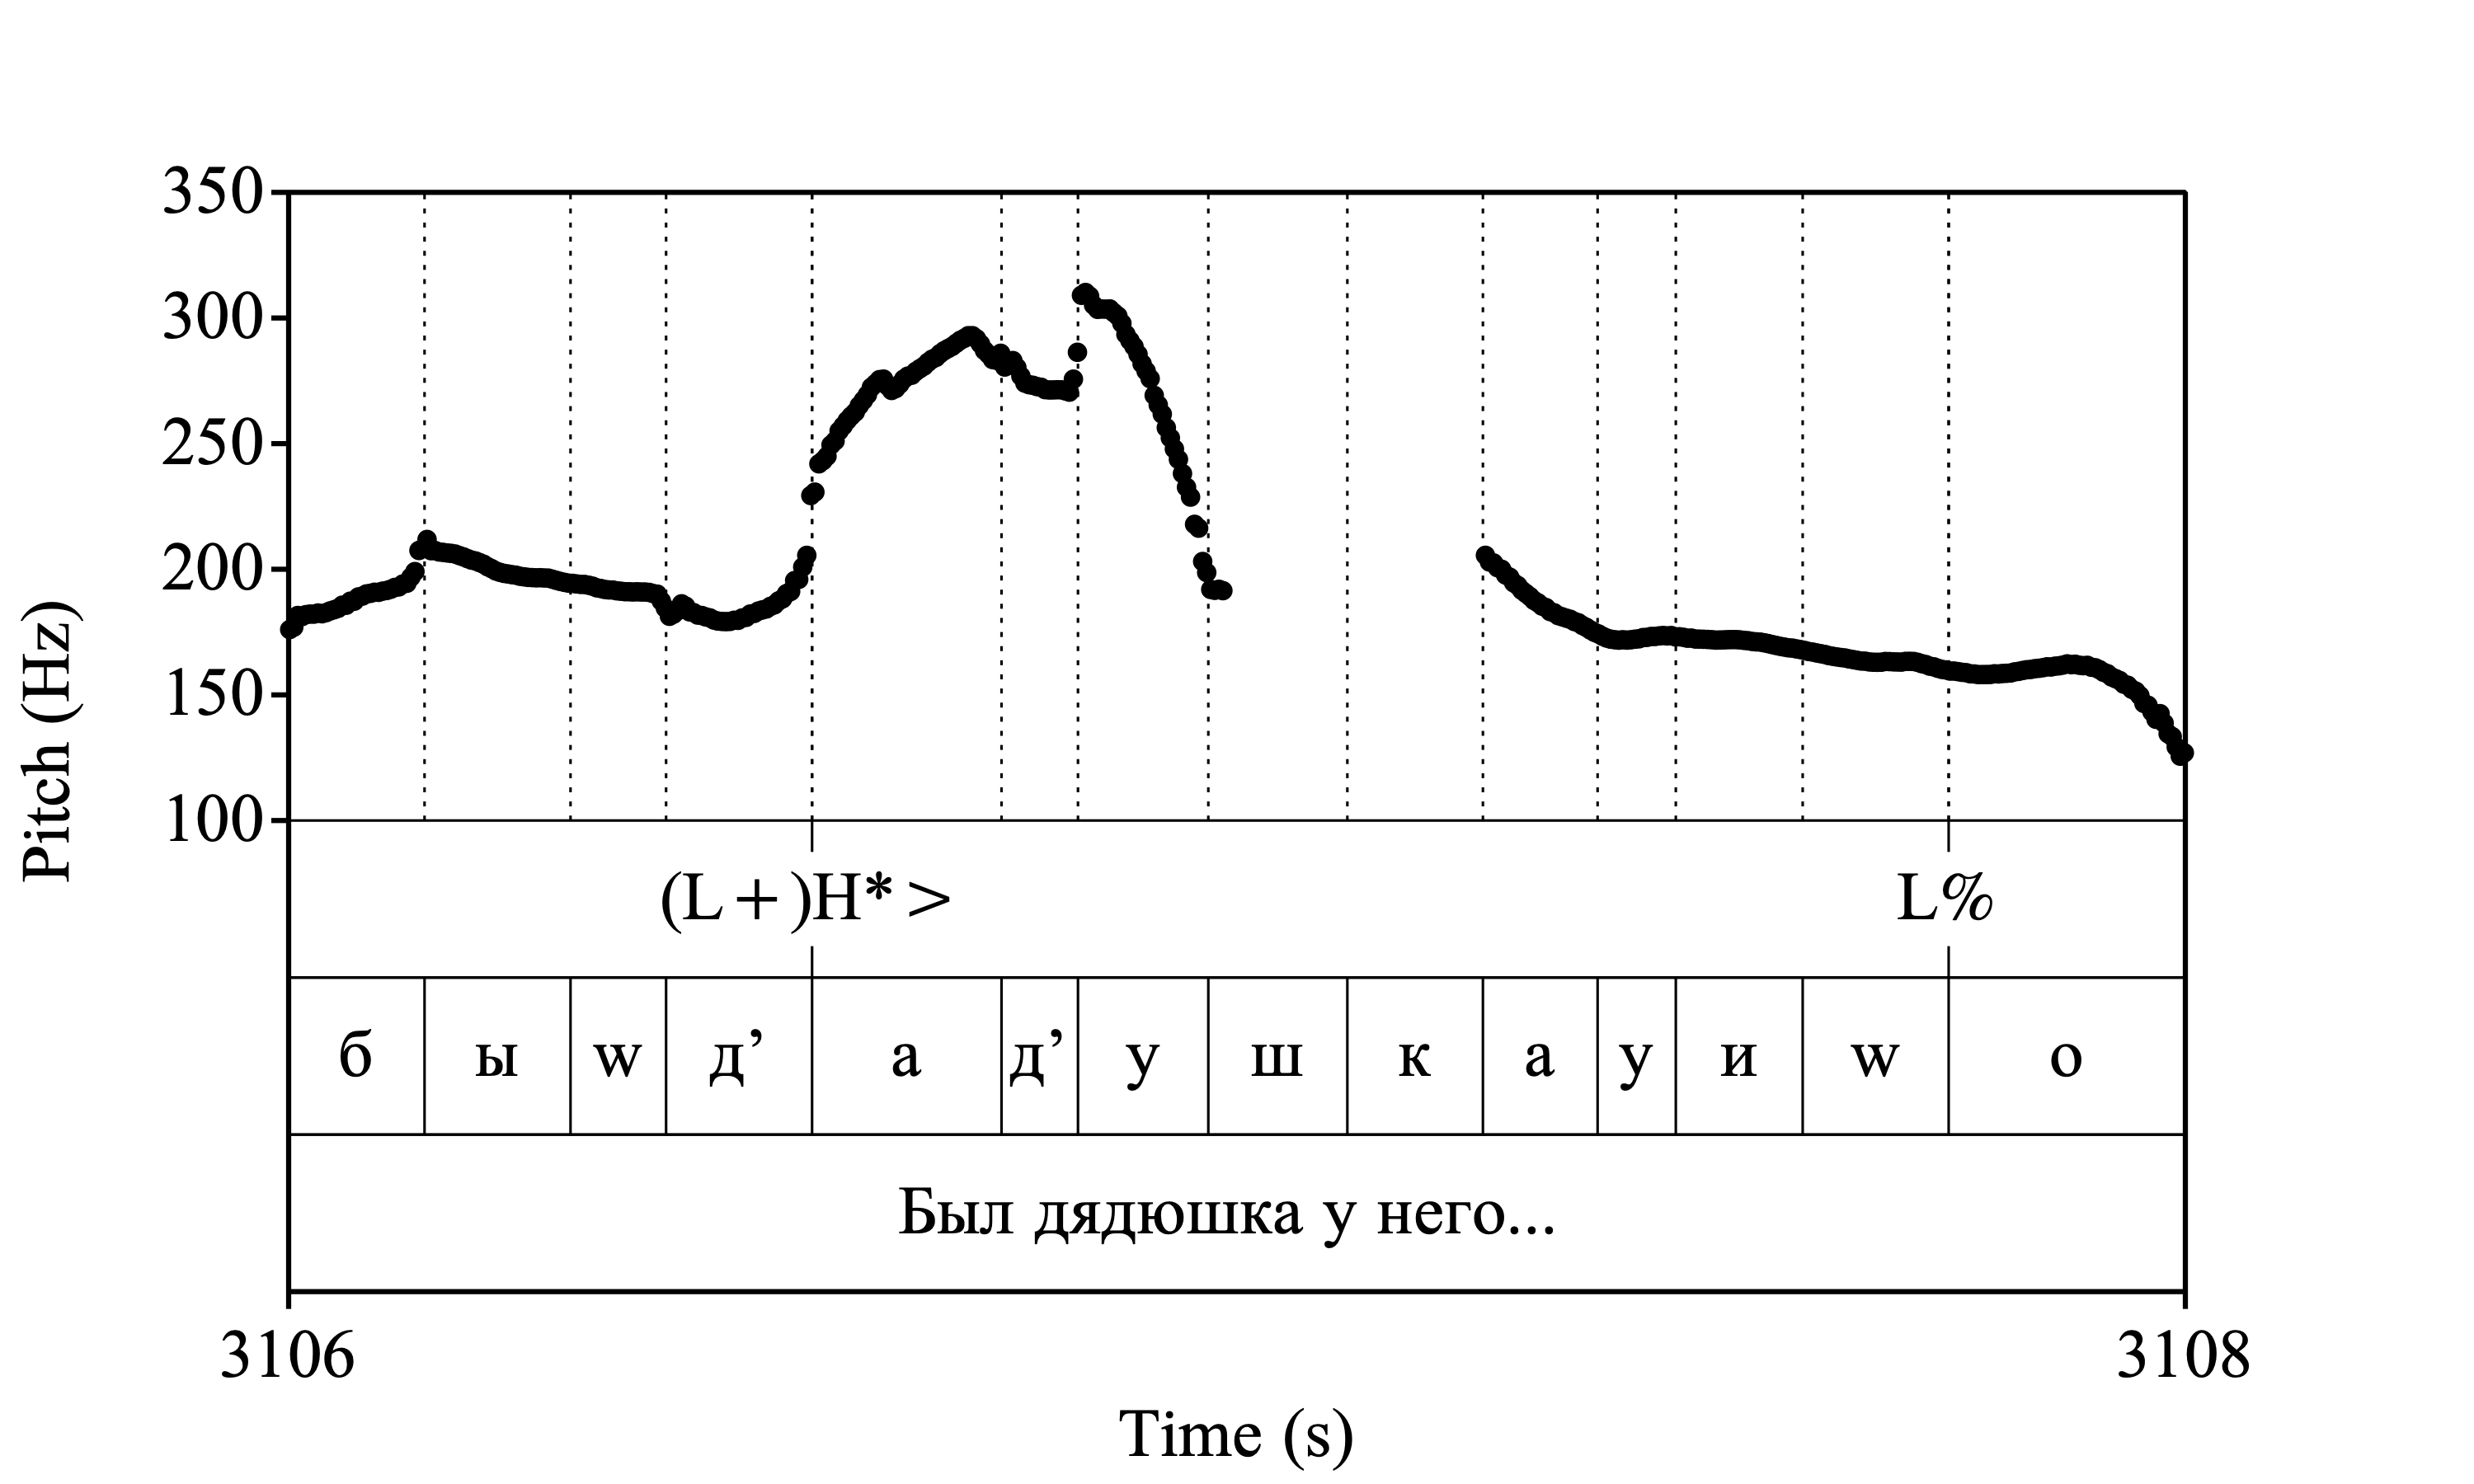 350
300
250
200
150
100
Pitch (Hz)
(L + )H* > L%
б ы w д’ а д’ у ш к а у и w о
Был дядюшка у него...
3106 3108
Time (s)